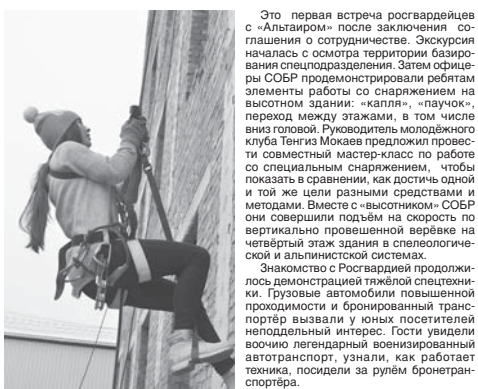 Это первая встреча росгвардейцев
с «Альтаиром» после заключения со-
глашения о сотрудничестве. Экскурсия
началась с осмотра территории базиро-
вания спецподразделения. Затем офице-
ры СОБР продемонстрировали ребятам
элементы работы со снаряжением на
высотном здании: «капля», «паучок»,
переход между этажами, в том числе
вниз головой. Руководитель молодёжного
клуба Тенгиз Мокаев предложил провес-
ти совместный мастер-класс по работе
со специальным снаряжением, чтобы
показать в сравнении, как достичь одной
и той же цели разными средствами и
методами. Вместе с «высотником» СОБР
они совершили подъём на скорость по
вертикально провешенной верёвке на
четвёртый этаж здания в спелеологиче-
ской и альпинистской системах.
Знакомство с Росгвардией продолжи-
лось демонстрацией тяжёлой спецтехни-
ки. Грузовые автомобили повышенной
проходимости и бронированный транс-
портёр вызвали у юных посетителей
неподдельный интерес. Гости увидели
воочию легендарный военизированный
автотранспорт, узнали, как работает
техника, посидели за рулём бронетран-
спортёра.